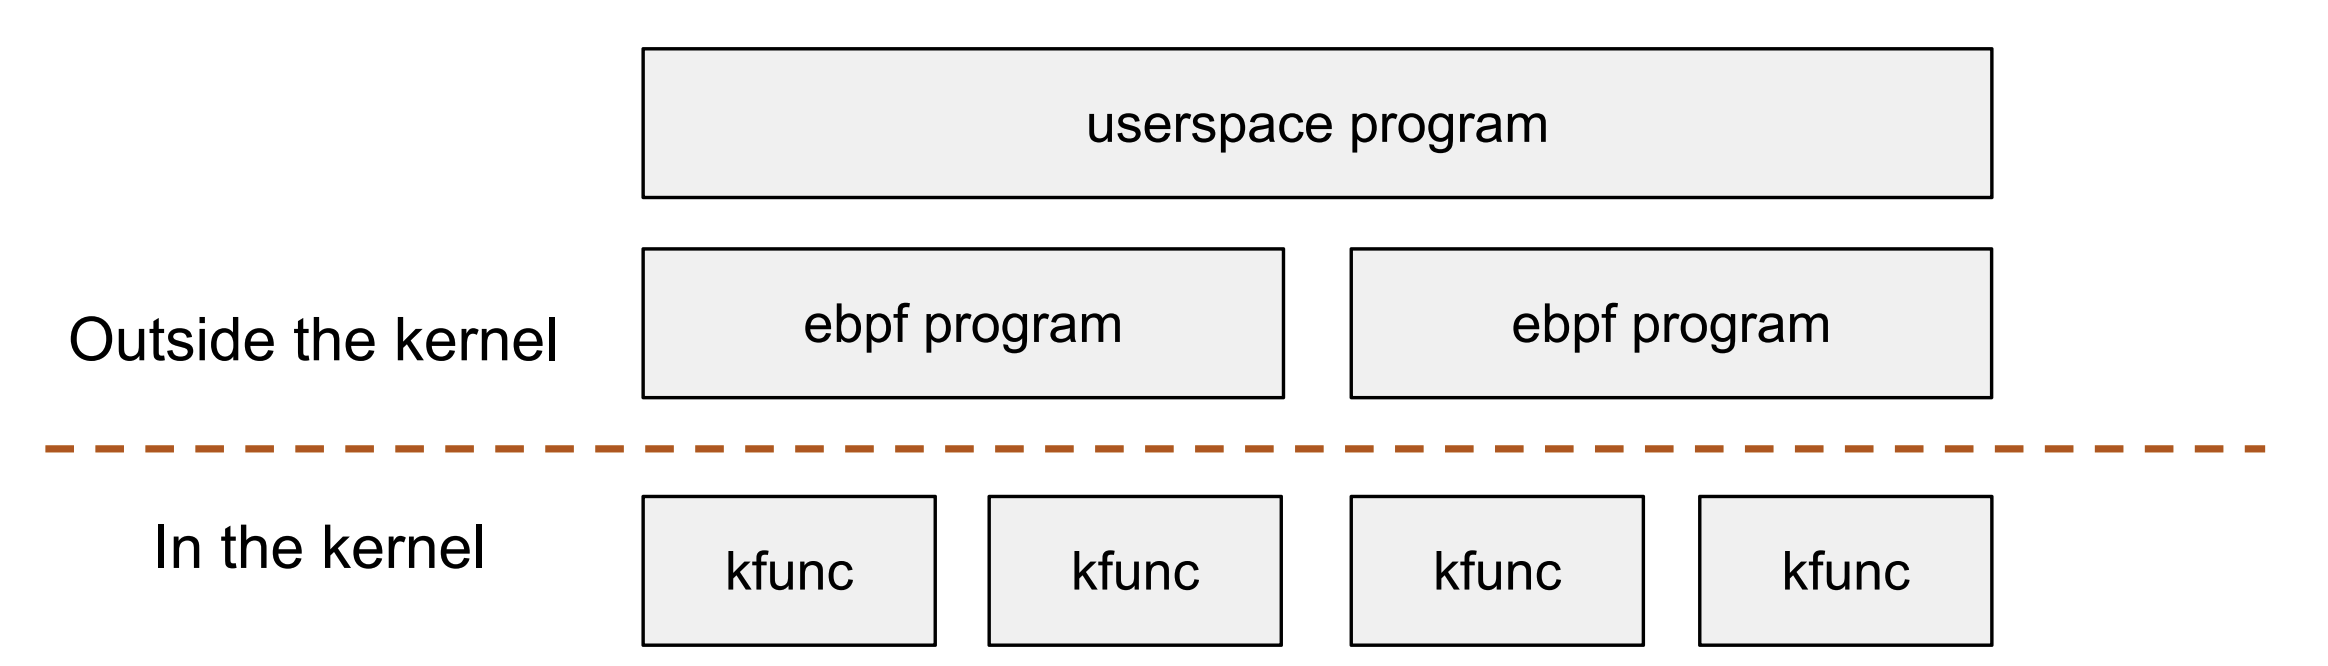 userspace program
ebpf program
ebpf program
Outside the kernel
In the kernel
kfunc
kfunc
kfunc
kfunc